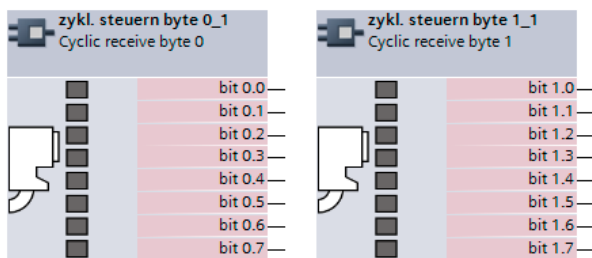 zykl. steuern byte 0_1
Cyclic receive byte 0
bit 0.0
bit 0.1
bit 0.2
bit 0.3
bit 0.4
bit 0.5
bit 0.6
bit 0.7
zykl. steuern byte 1_1
Cyclic receive byte 1
bit 1.0
bit 1.1
bit 1.2
bit 1.3
bit 1.4
bit 1.5
bit 1.6
bit 1.7